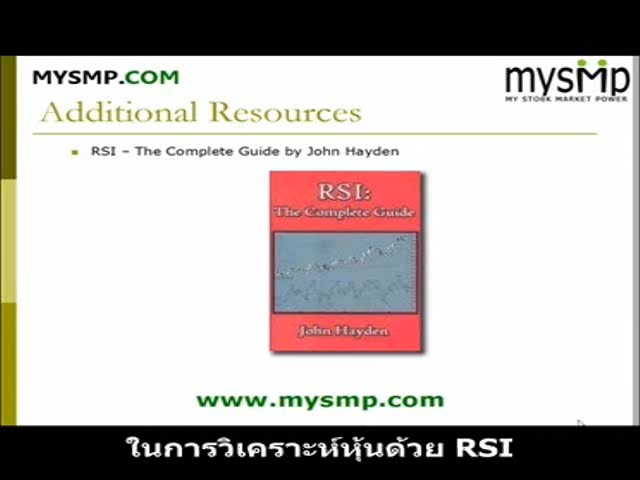 MYSMP.COM
mysmp
MY STOCK MARKET POWER
Additional Resources
RSI – The Complete Guide by John Hayden
RSI:
The Complete Guide
John Hayden
www.mysmp.com
ในการวิเคราะห์หุ้นด้วย RSI